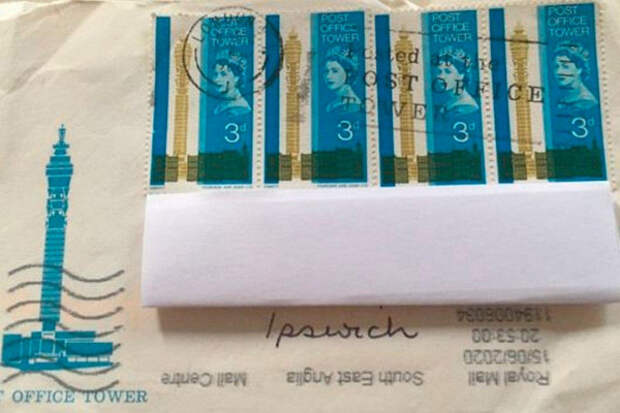 POST
OFFICE
TOWER
3d
POST
OFFICE
TOWER
3d
POST
OFFICE
TOWER
3d
POST
OFFICE
TOWER
3d
Posted at the
POST OFFICE
TOWER
Ipswich
Royal Mail South East Anglia Mail Centre
15/06/2020
20:53:00
1194006034
T OFFICE TOWER